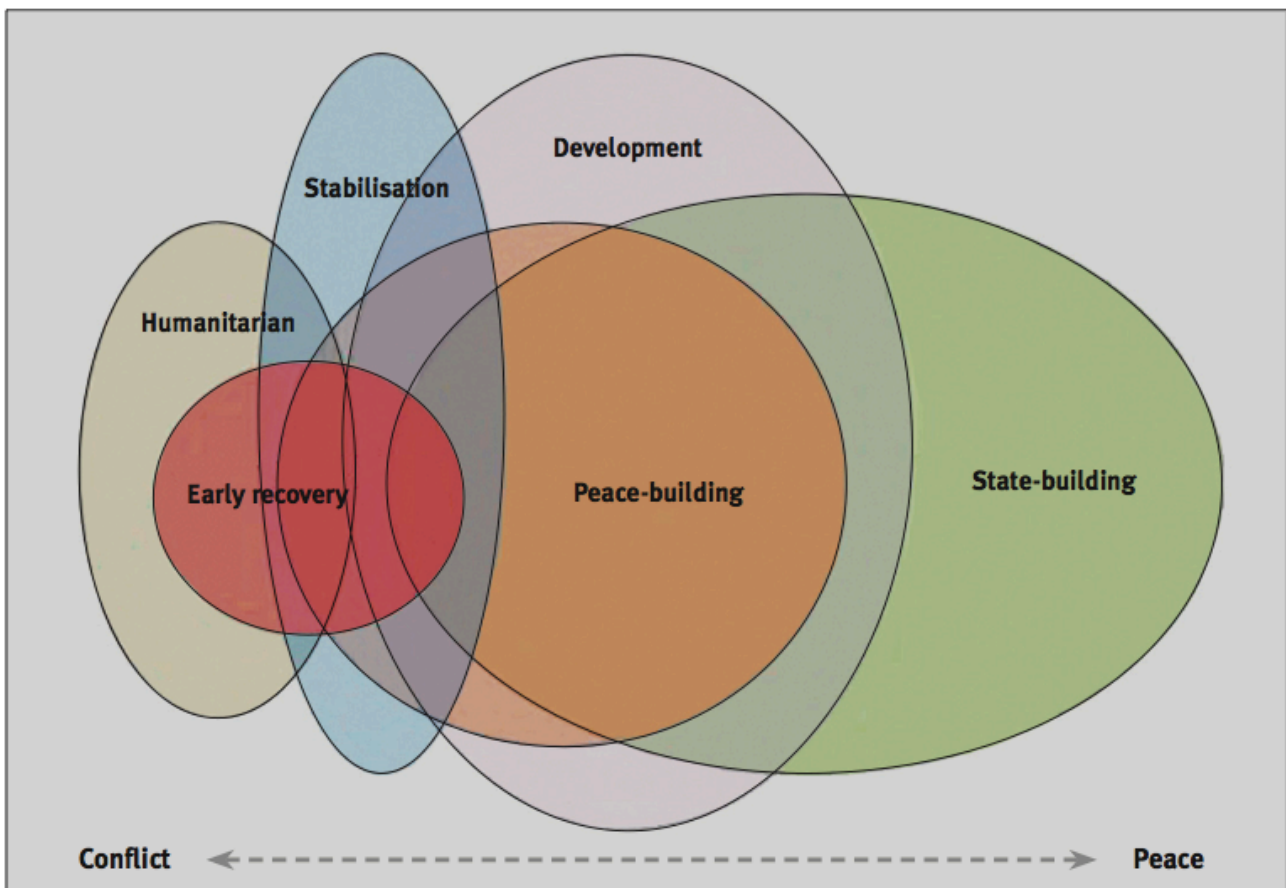 Development
Stabilisation
Humanitarian
Early recovery
Peace-building
State-building
Conflict
Peace